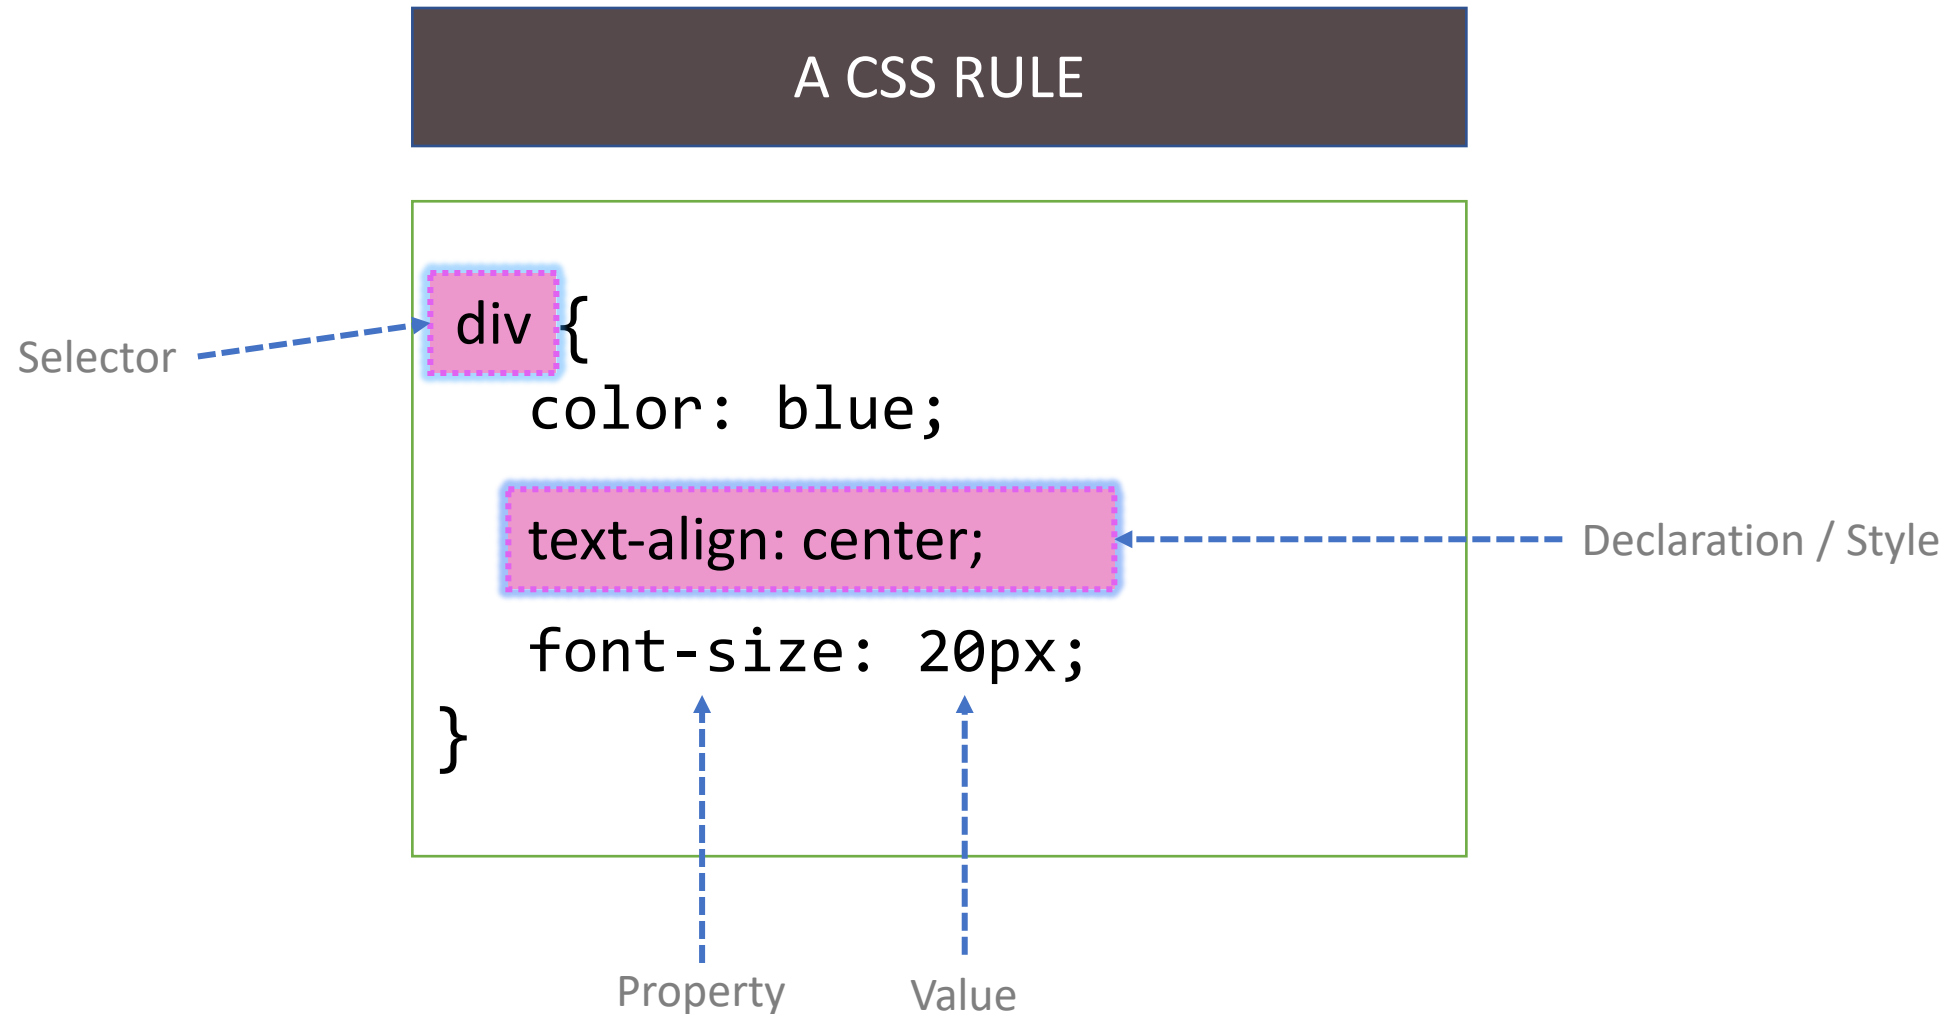 A CSS RULE
div {
Selector
color: blue;
text-align: center;
Declaration / Style
font-size: 20px;
}
Property
Value